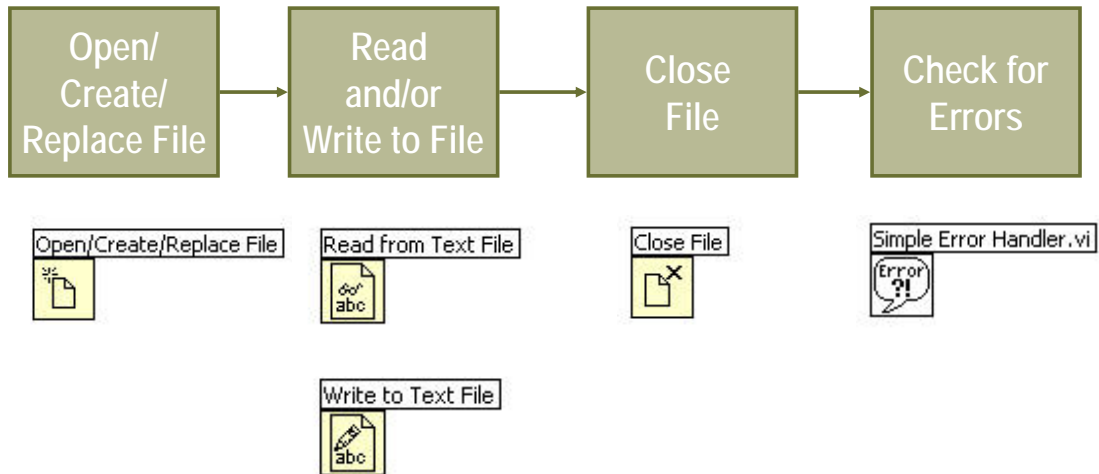 Open/
Create/
Replace File
Read
and/or
Write to File
Close
File
Check for
Errors
Open/Create/Replace File
Read from Text File
abc
Write to Text File
abc
Close File
Simple Error Handler.vi
Error
?!